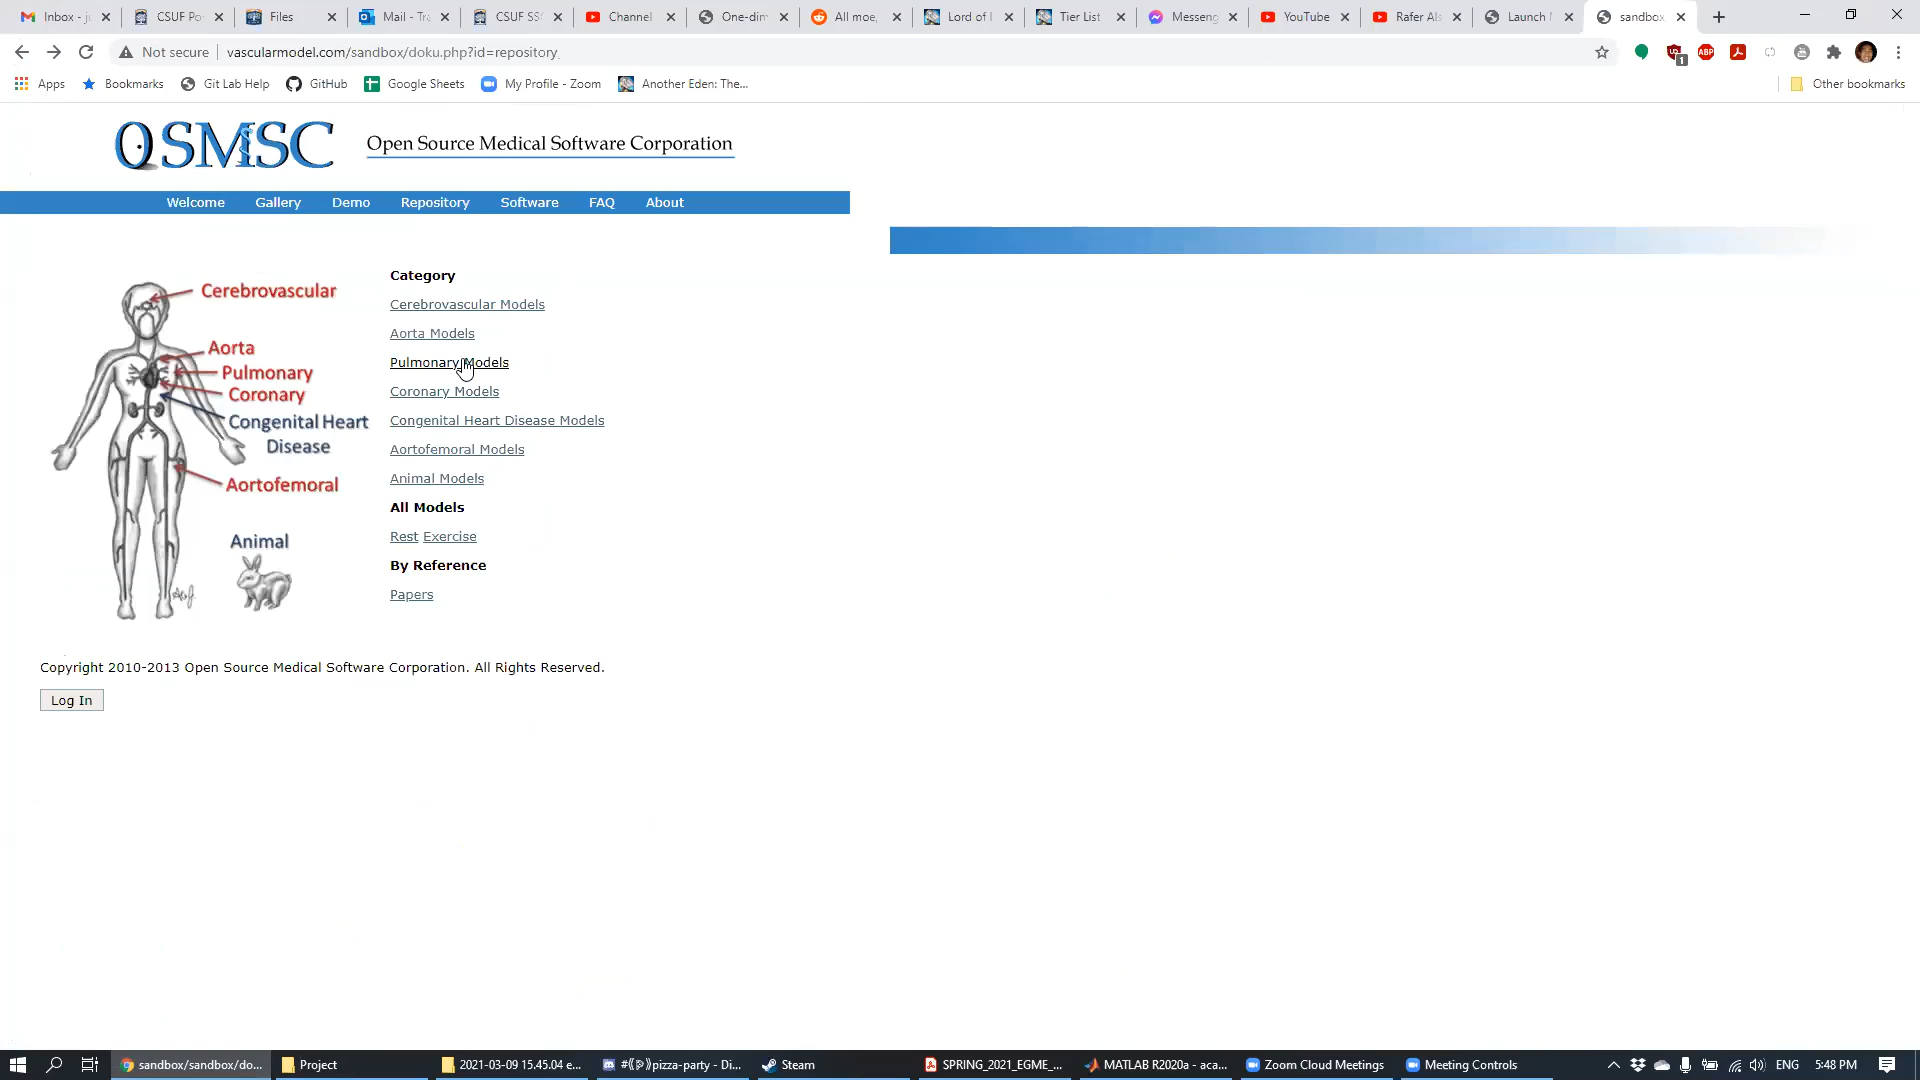 Inbox - ju
CSUF Po
Files
Mail - Tra
CSUF SS
Channel
One-dim
All moe,
Lord of I
Tier List
Messeng
YouTube
Rafer Als
Launch
sandbox
Not secure
vascularmodel.com/sandbox/doku.php?id=repository
1
ABP
Apps
Bookmarks
Git Lab Help
GitHub
Google Sheets
My Profile - Zoom
Another Eden: The...
Other bookmarks
OSMSC
Open Source Medical Software Corporation
Welcome
Gallery
Demo
Repository
Software
FAQ
About
Cerebrovascular
Aorta
Pulmonary
Coronary
Congenital Heart
Disease
Aortofemoral
Animal
Category
Cerebrovascular Models
Aorta Models
Pulmonary Models
Coronary Models
Congenital Heart Disease Models
Aortofemoral Models
Animal Models
All Models
Rest Exercise
By Reference
Papers
Copyright 2010-2013 Open Source Medical Software Corporation. All Rights Reserved.
Log In
sandbox/sandbox/do...
Project
2021-03-09 15.45.04 e...
pizza-party - Di...
Steam
SPRING_2021_EGME_...
MATLAB R2020a - aca...
Zoom Cloud Meetings
Meeting Controls
ENG
5:48 PM